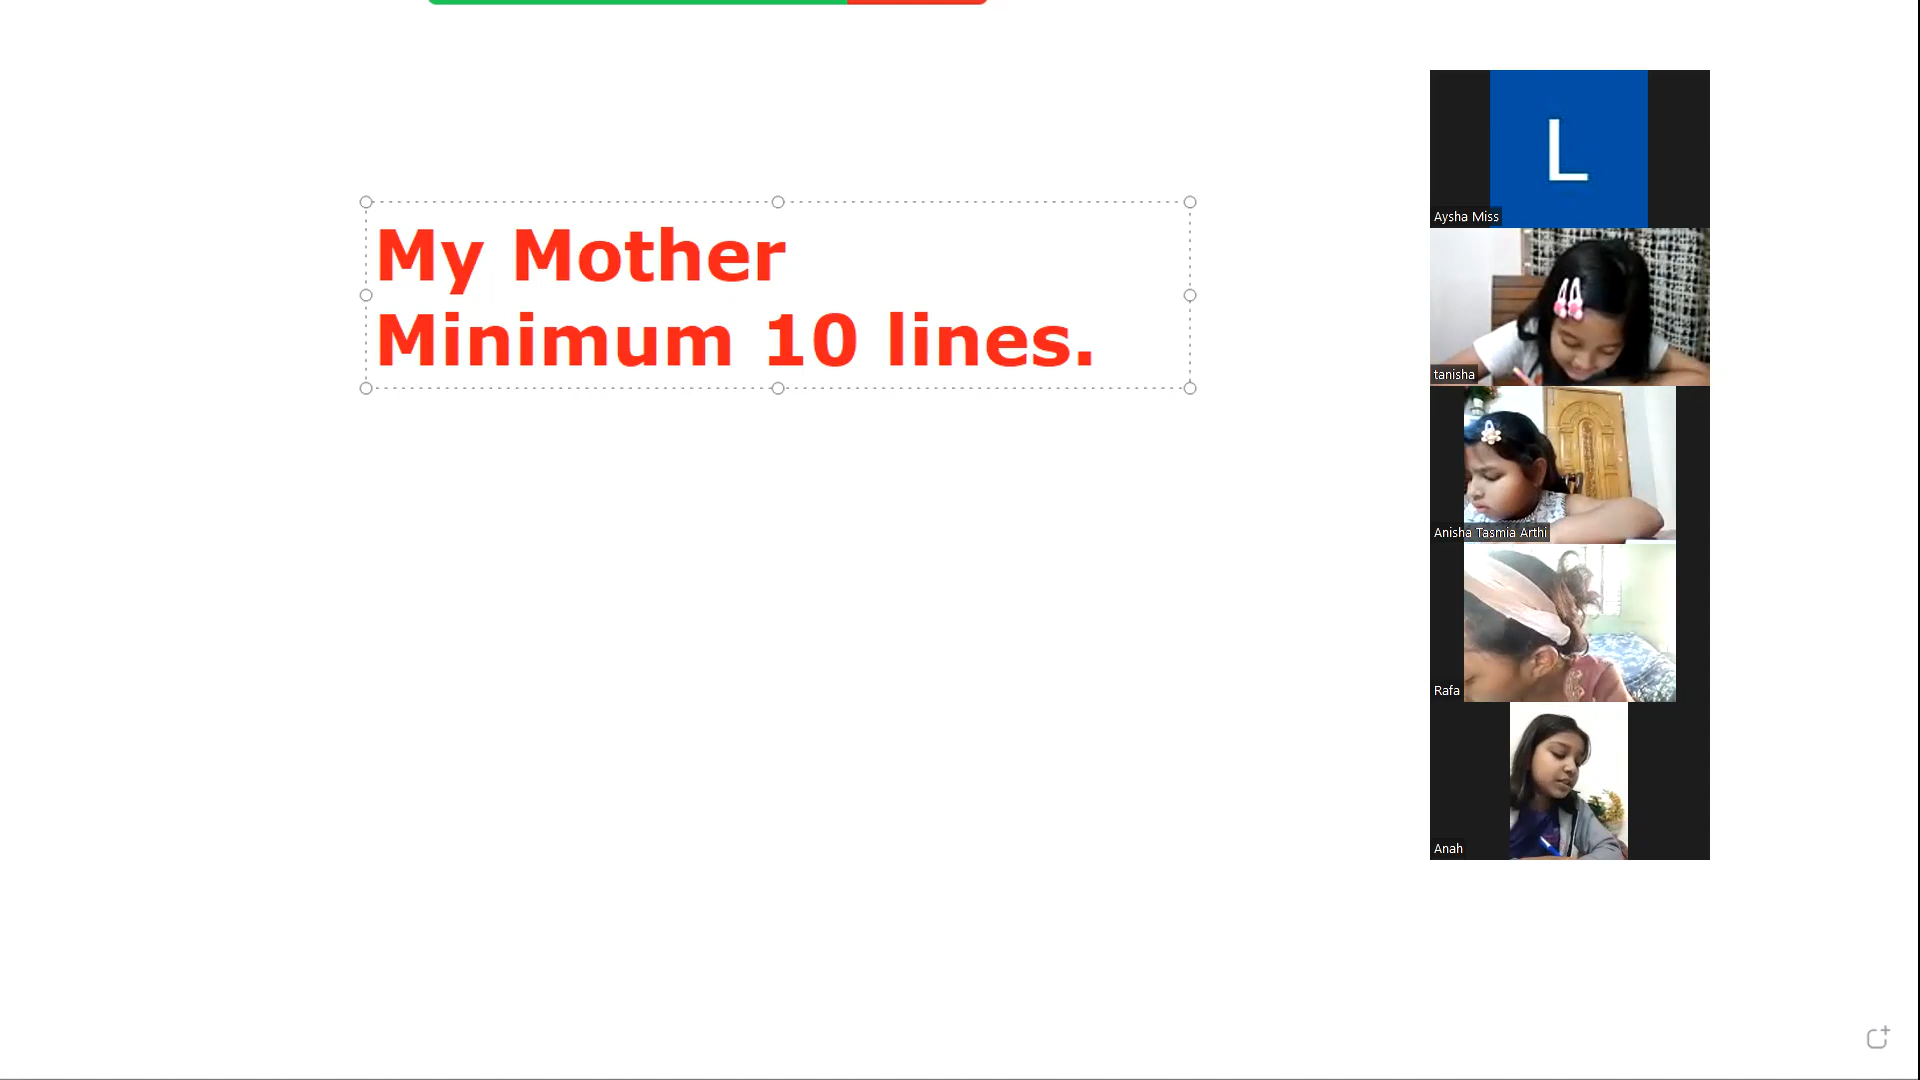 My Mother
Minimum 10 lines.
L
Aysha Miss
tanisha
Anisha Tasmia Arthi
Rafa
Anah